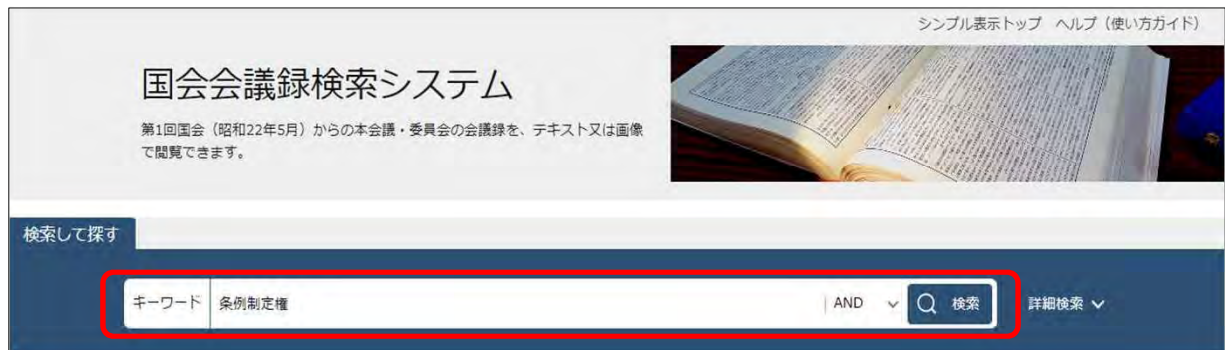 シンプル表示トップ ヘルプ（使い方ガイド）
国会会議録検索システム
第1回国会（昭和22年5月）からの本会議・委員会の会議録を、テキスト又は画像
で閲覧できます。
検索して探す
キーワード 条例制定権 AND 検索 詳細検索